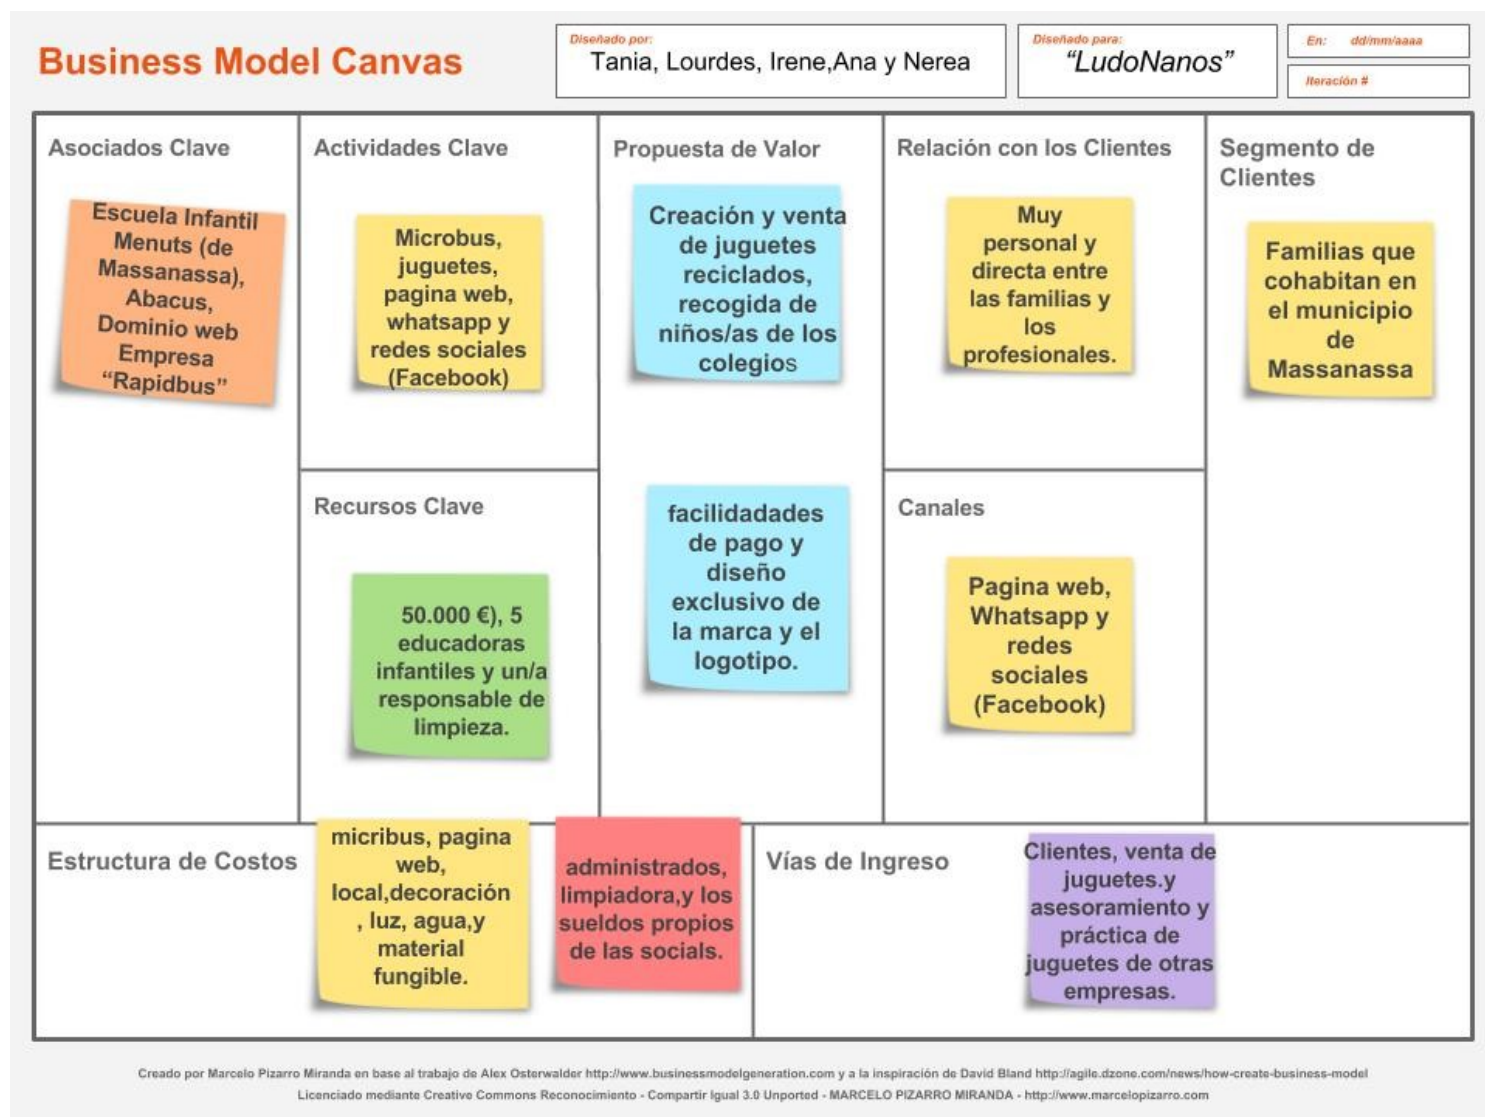 Business Model Canvas
Diseñado por:
Tania, Lourdes, Irene,Ana y Nerea
Diseñado para:
“LudoNanos”
En: dd/mm/aaaa
Iteración #
Asociados Clave
Escuela Infantil
Menuts (de
Massanassa),
Abacus,
Dominio web
Empresa
“Rapidbus”
Actividades Clave
Microbus,
juguetes,
pagina web,
whatsapp y
redes sociales
(Facebook)
Recursos Clave
50.000 €), 5
educadoras
infantiles y un/a
responsable de
limpieza.
Propuesta de Valor
Creación y venta
de juguetes
reciclados,
recogida de
niños/as de los
colegios
facilidadades
de pago y
diseño
exclusivo de
la marca y el
logotipo.
Relación con los Clientes
Muy
personal y
directa entre
las familias y
los
profesionales.
Canales
Pagina web,
Whatsapp y
redes
sociales
(Facebook)
Segmento de
Clientes
Familias que
cohabitan en
el municipio
de
Massanassa
Estructura de Costos
micribus, pagina
web,
local,decoración
, luz, agua,y
material
fungible.
administrados,
limpiadora,y los
sueldos propios
de las socials.
Vías de Ingreso
Clientes, venta de
juguetes.y
asesoramiento y
práctica de
juguetes de otras
empresas.
Creado por Marcelo Pizarro Miranda en base al trabajo de Alex Osterwalder http://www.businessmodelgeneration.com y a la inspiración de David Bland http://agile.dzone.com/news/how-create-business-model
Licenciado mediante Creative Commons Reconocimiento - Compartir Igual 3.0 Unported - MARCELO PIZARRO MIRANDA - http://www.marcelopizarro.com